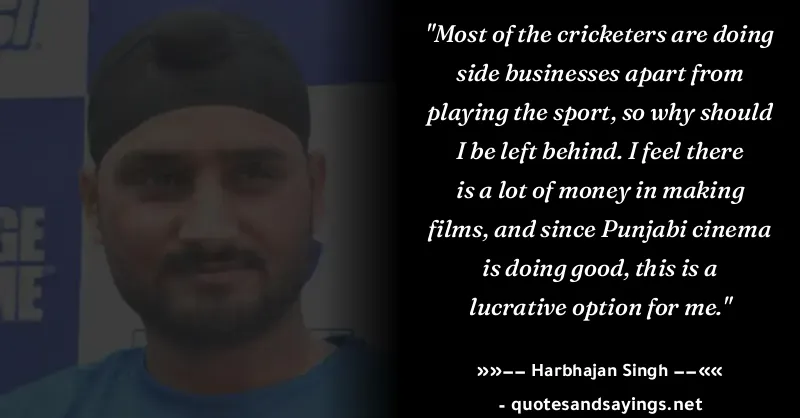 "Most of the cricketers are doing
side businesses apart from
playing the sport, so why should
I be left behind. I feel there
is a lot of money in making
films, and since Punjabi cinema
is doing good, this is a
lucrative option for me."
»»–– Harbhajan Singh ––««
- quotesandsayings.net